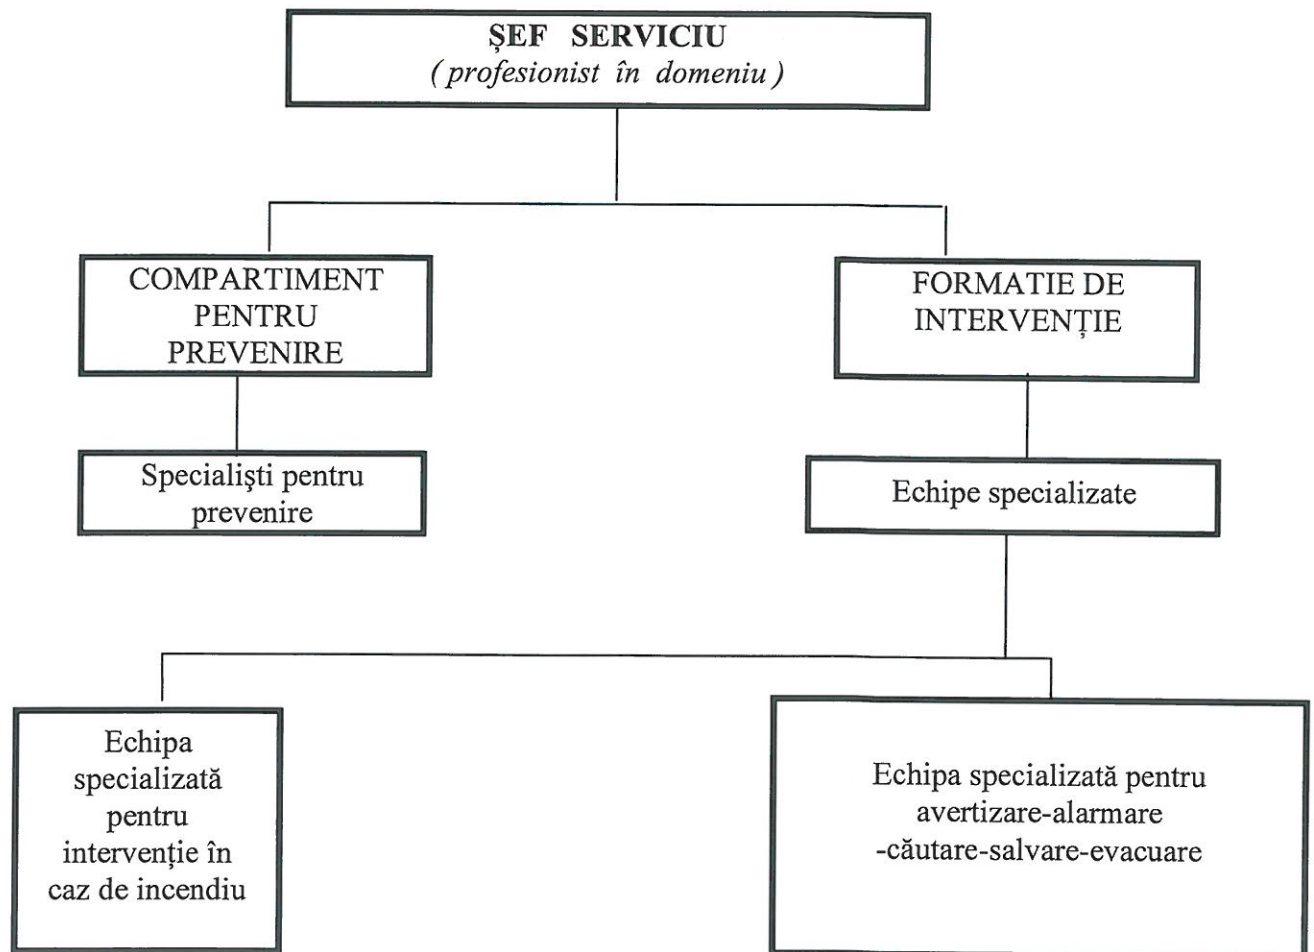 ȘEF SERVICIU
( profesionist în domeniu )
COMPARTIMENT
PENTRU
PREVENIRE
FORMATIE DE
INTERVENȚIE
Specialişti pentru
prevenire
Echipe specializate
Echipa
specializată
pentru
intervenție în
caz de incendiu
Echipa specializată pentru
avertizare-alarmare
-căutare-salvare-evacuare